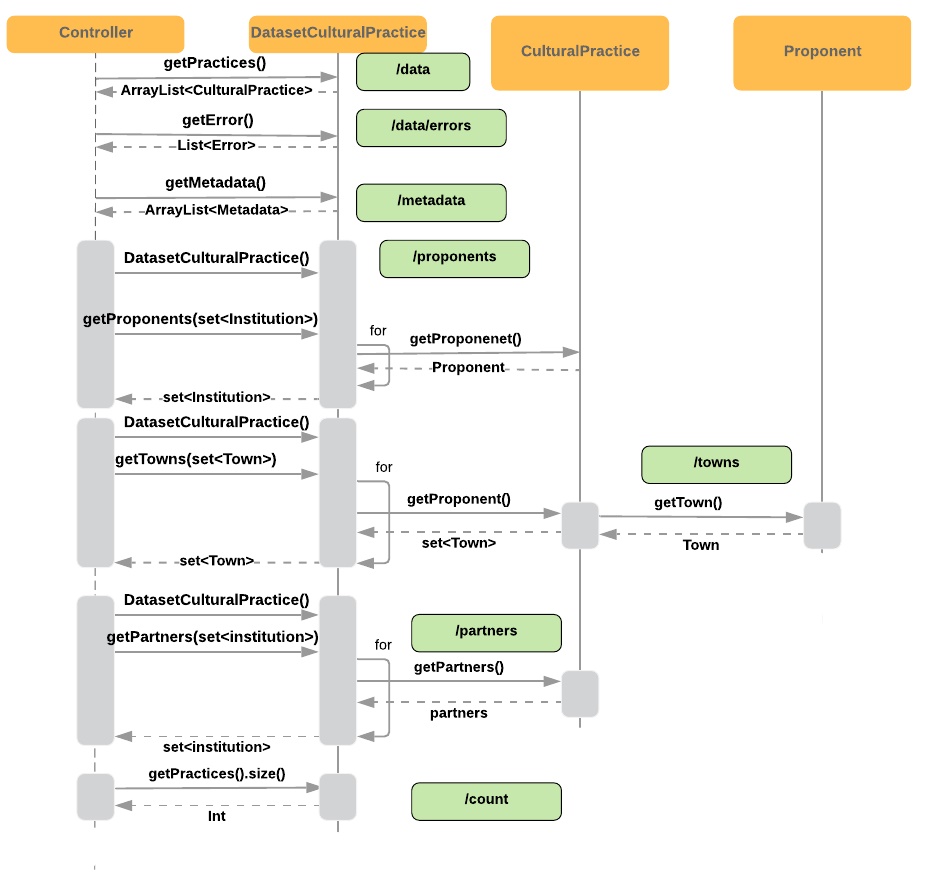 Controller
DatasetCulturalPractice
CulturalPractice
Proponent
getPractices()
/data
ArrayList<CulturalPractice>
getError()
/data/errors
List<Error>
getMetadata()
/metadata
ArrayList<Metadata>
DatasetCulturalPractice()
/proponents
getProponents(set<Institution>)
for
getProponenet()
Proponent
set<Institution>
DatasetCulturalPractice()
getTowns(set<Town>)
for
/towns
getProponent()
getTown()
set<Town>
Town
set<Town>
DatasetCulturalPractice()
getPartners(set<institution>)
for
/partners
getPartners()
partners
set<institution>
getPractices().size()
/count
Int